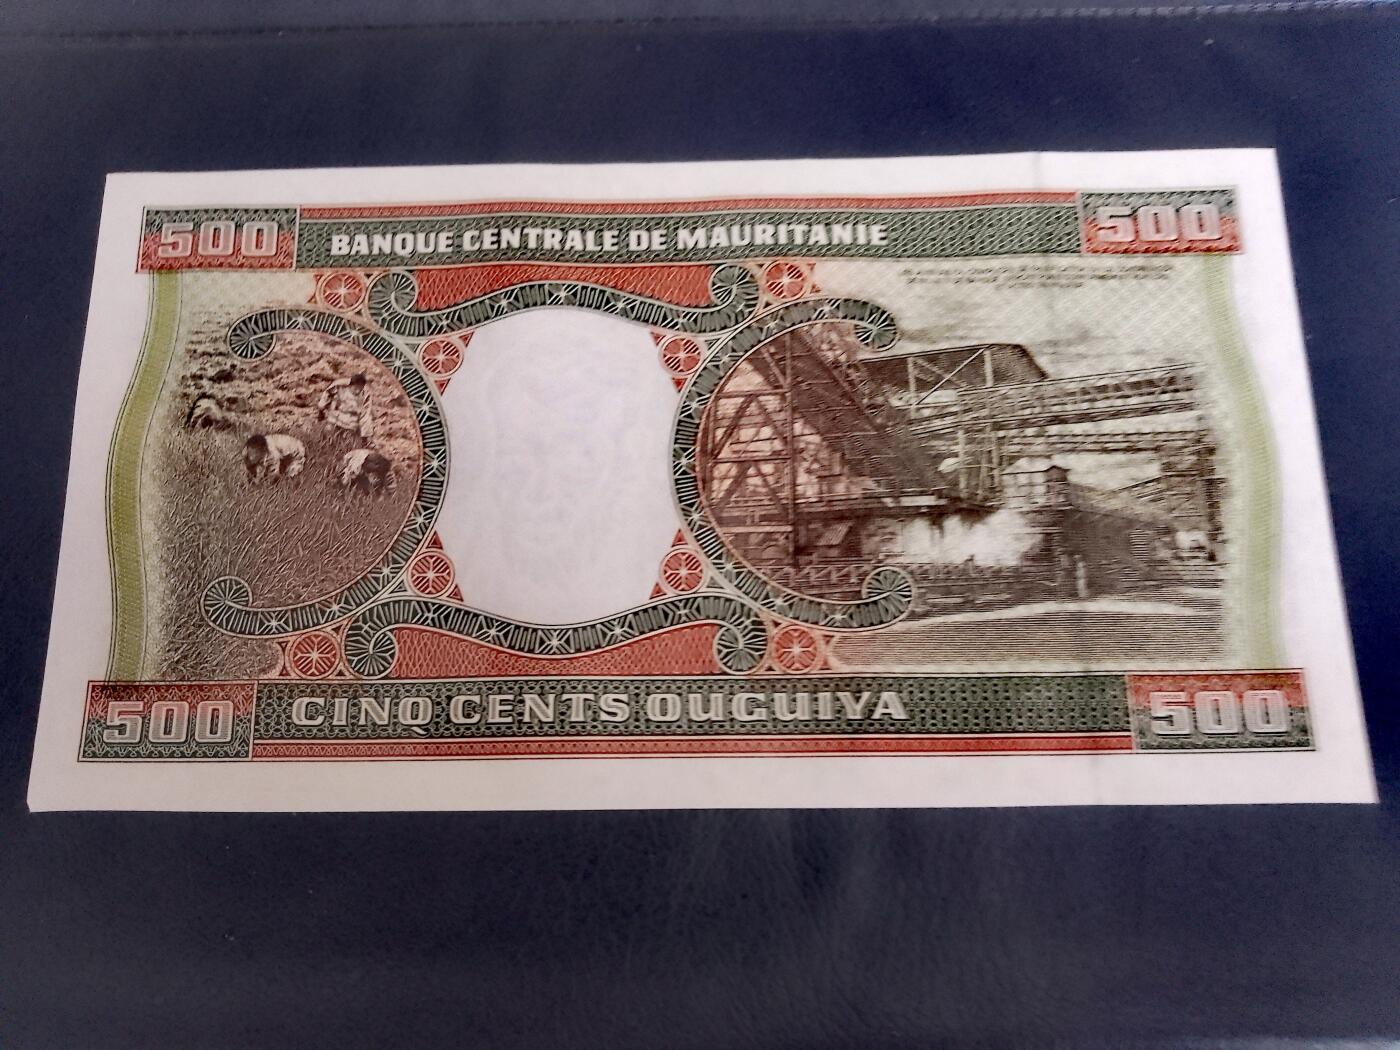 500 BANQUE CENTRALE DE MAURITANIE 500
500 CINQ CENTS OUGUIYA 500